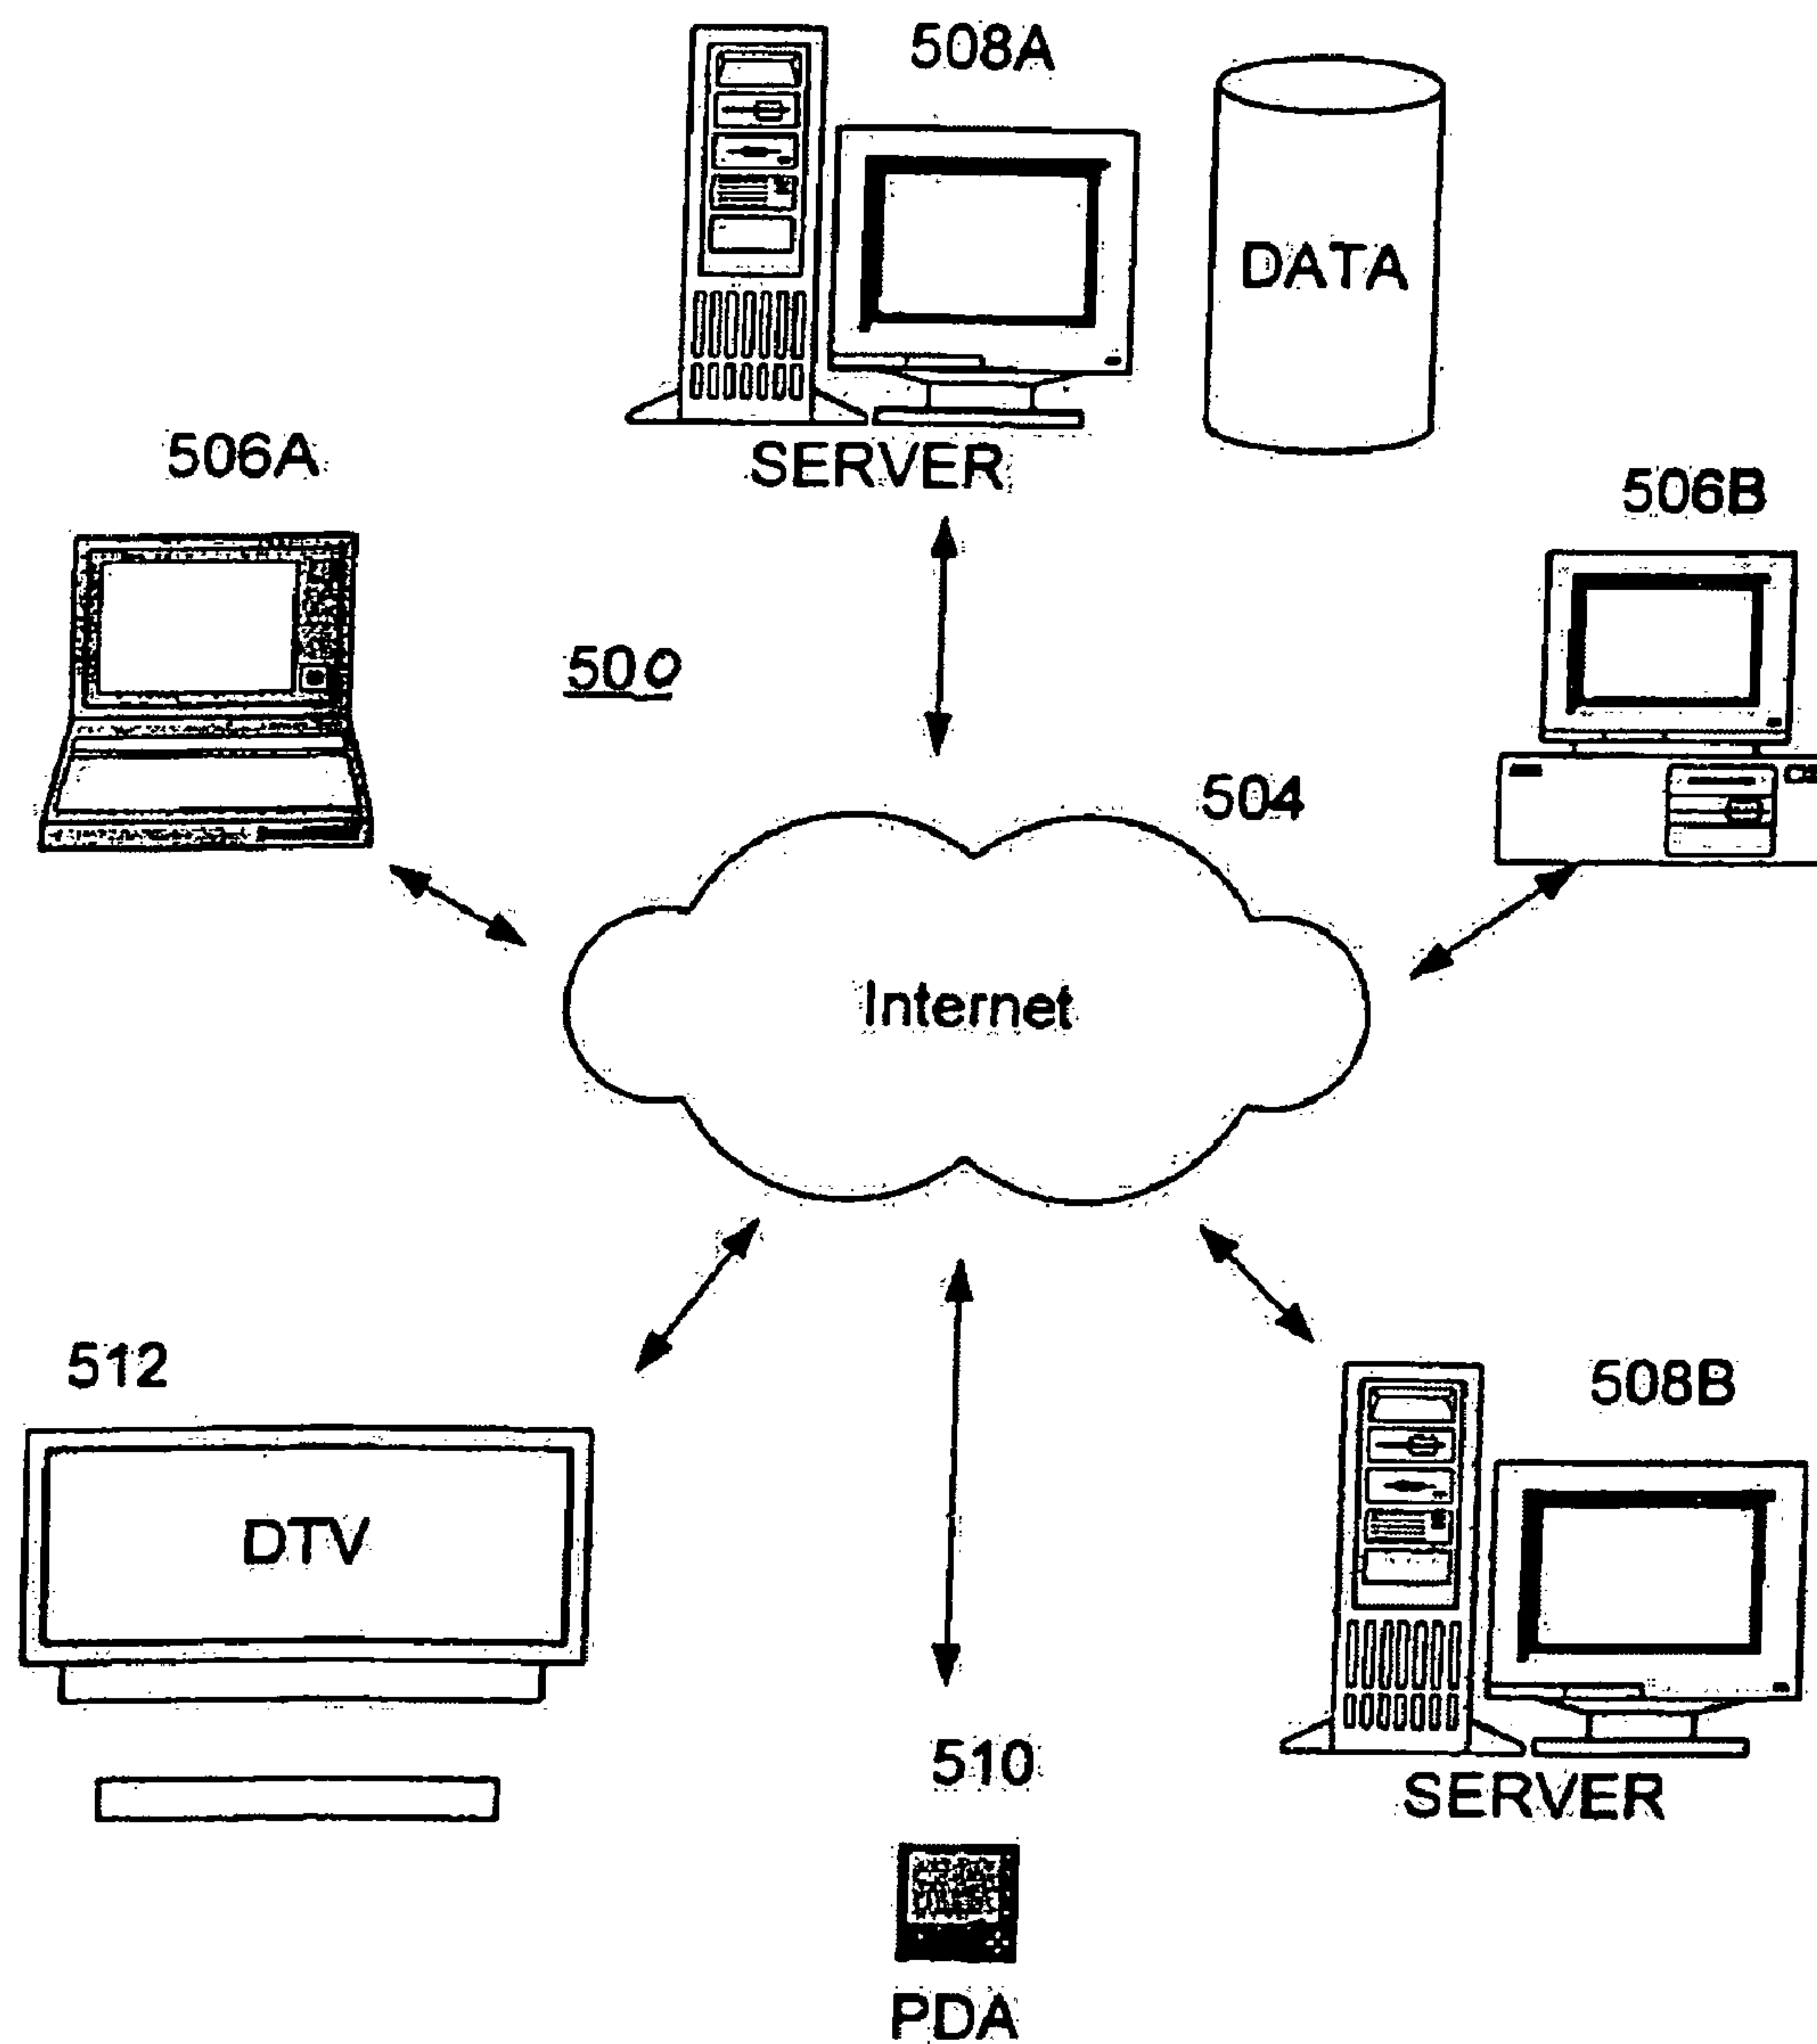 508A
DATA
SERVER
506A
506B
500
504
Internet
512
DTV
508B
SERVER
510
PDA